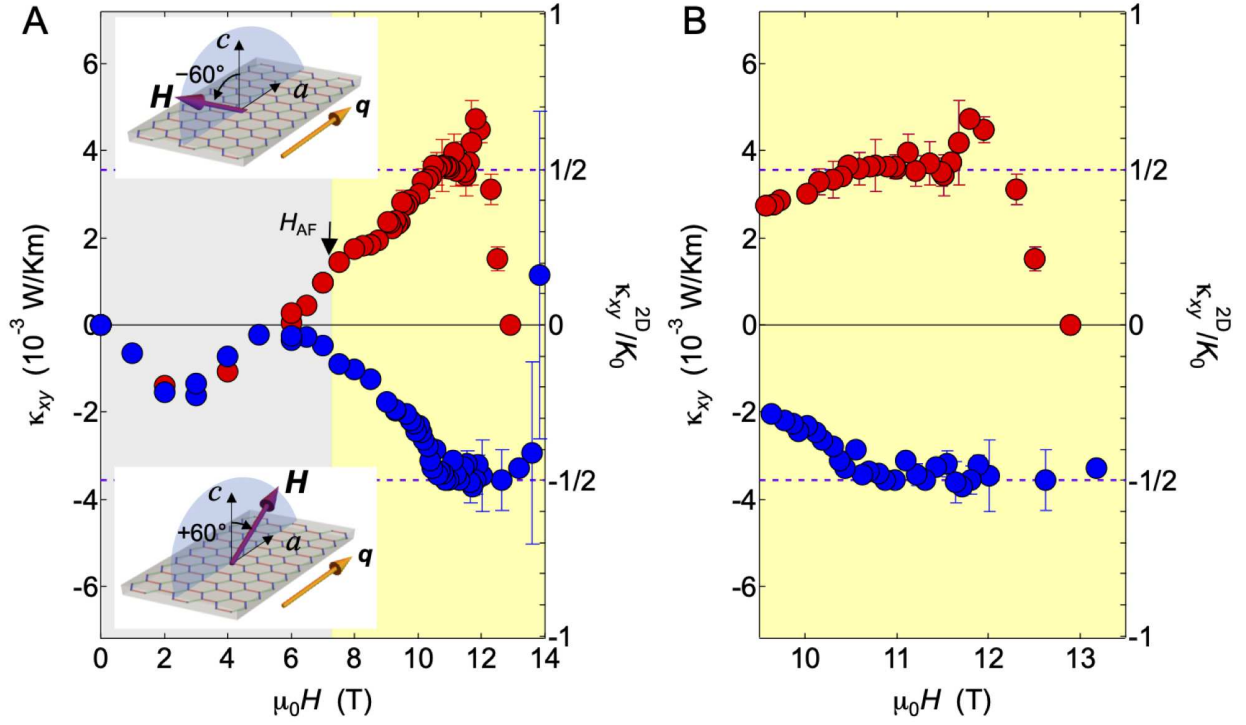 A
6
4
2
0
-2
-4
-6
κxy (10⁻³ W/Km)
0
2
4
6
8
10
12
14
μ0H (T)
1
1/2
0
-1/2
-1
κxy²ᴰ/K0
c
−60°
H
a
q
HAF
c
H
+60°
a
q
B
6
4
2
0
-2
-4
-6
κxy (10⁻³ W/Km)
10
11
12
13
μ0H (T)
1
1/2
0
-1/2
-1
κxy²ᴰ/K0